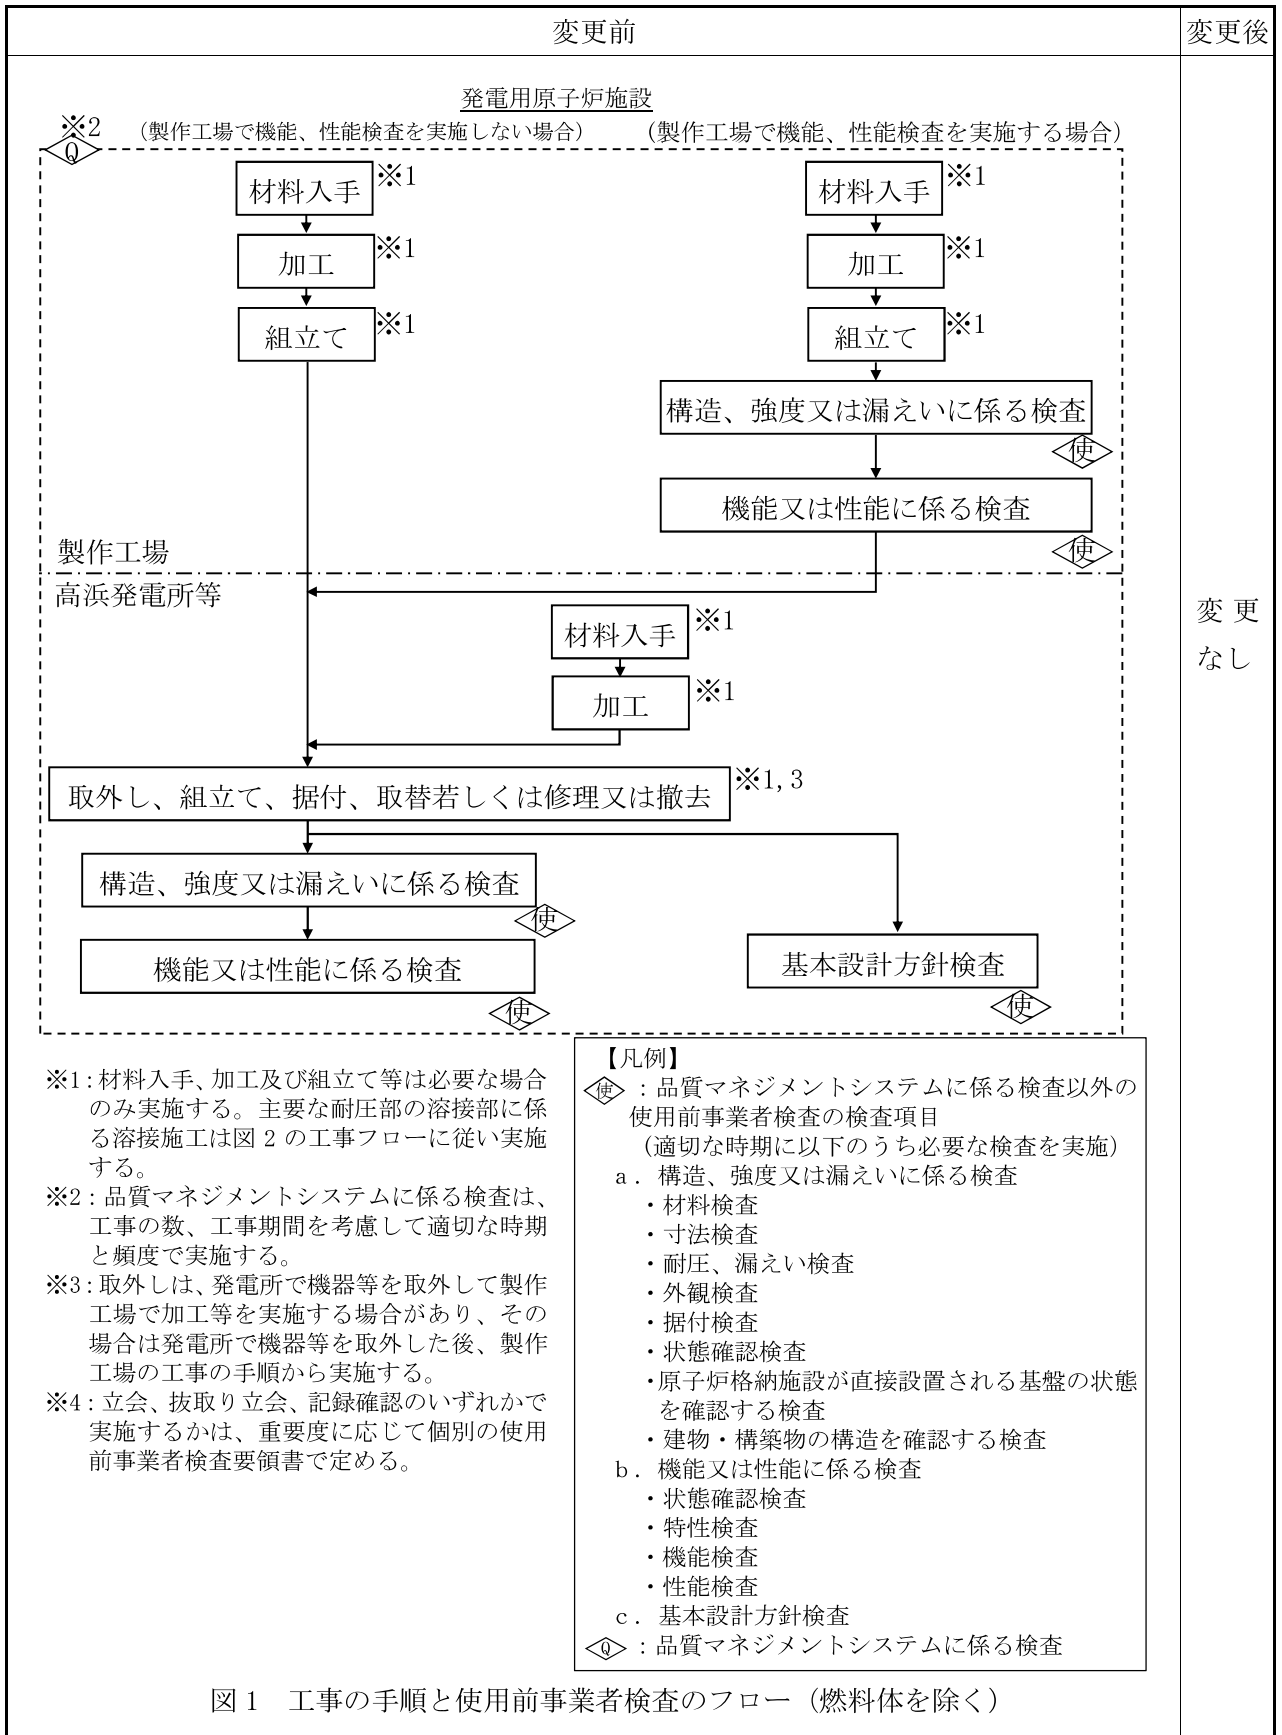 変更前
変更後
発電用原子炉施設
※2
(製作工場で機能、性能検査を実施しない場合)
(製作工場で機能、性能検査を実施する場合)
Q
材料入手
※1
材料入手
※1
加工
※1
加工
※1
組立て
※1
組立て
※1
構造、強度又は漏えいに係る検査
使
機能又は性能に係る検査
使
製作工場
高浜発電所等
材料入手
※1
加工
※1
変更
なし
取外し、組立て、据付、取替若しくは修理又は撤去
※1,3
構造、強度又は漏えいに係る検査
使
機能又は性能に係る検査
使
基本設計方針検査
使
※1:材料入手、加工及び組立て等は必要な場合
のみ実施する。主要な耐圧部の溶接部に係
る溶接施工は図2の工事フローに従い実施
する。
※2:品質マネジメントシステムに係る検査は、
工事の数、工事期間を考慮して適切な時期
と頻度で実施する。
※3:取外しは、発電所で機器等を取外して製作
工場で加工等を実施する場合があり、その
場合は発電所で機器等を取外した後、製作
工場の工事の手順から実施する。
※4:立会、抜取り立会、記録確認のいずれかで
実施するかは、重要度に応じて個別の使用
前事業者検査要領書で定める。
【凡例】
使:品質マネジメントシステムに係る検査以外の
使用前事業者検査の検査項目
(適切な時期に以下のうち必要な検査を実施)
a.構造、強度又は漏えいに係る検査
・材料検査
・寸法検査
・耐圧、漏えい検査
・外観検査
・据付検査
・状態確認検査
・原子炉格納施設が直接設置される基盤の状態
を確認する検査
・建物・構築物の構造を確認する検査
b.機能又は性能に係る検査
・状態確認検査
・特性検査
・機能検査
・性能検査
c.基本設計方針検査
Q:品質マネジメントシステムに係る検査
図1 工事の手順と使用前事業者検査のフロー(燃料体を除く)